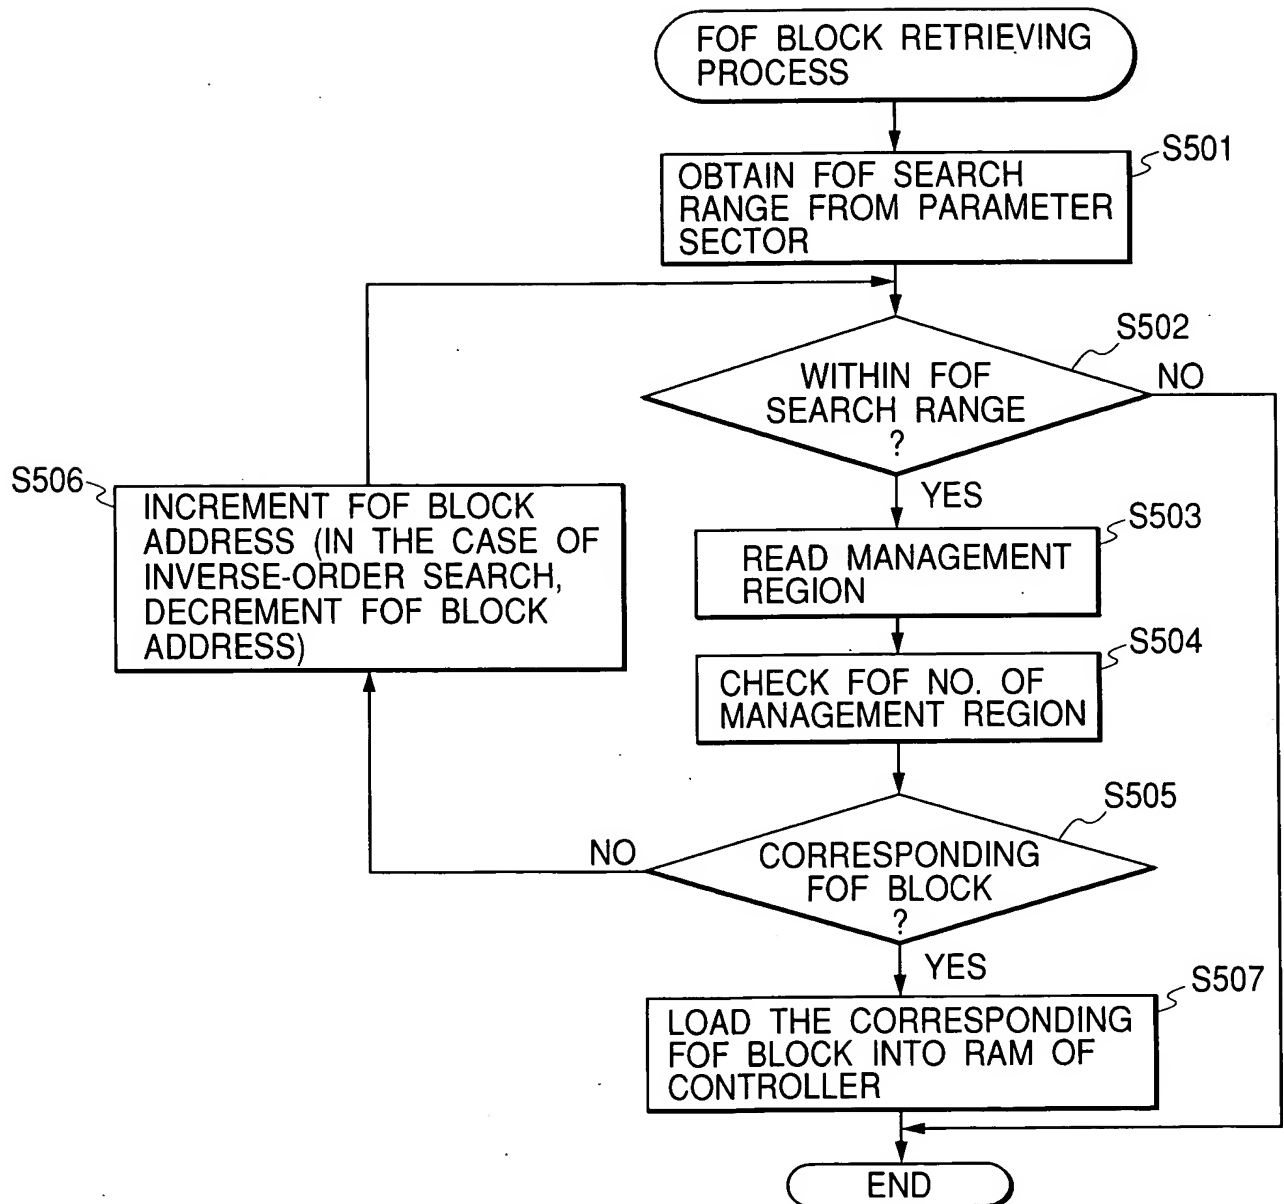 FOF BLOCK RETRIEVING
PROCESS
S501
OBTAIN FOF SEARCH
RANGE FROM PARAMETER
SECTOR
S502
WITHIN FOF
SEARCH RANGE
?
NO
YES
S506
INCREMENT FOF BLOCK
ADDRESS (IN THE CASE OF
INVERSE-ORDER SEARCH,
DECREMENT FOF BLOCK
ADDRESS)
S503
READ MANAGEMENT
REGION
S504
CHECK FOF NO. OF
MANAGEMENT REGION
S505
NO
CORRESPONDING
FOF BLOCK
?
YES
S507
LOAD THE CORRESPONDING
FOF BLOCK INTO RAM OF
CONTROLLER
END